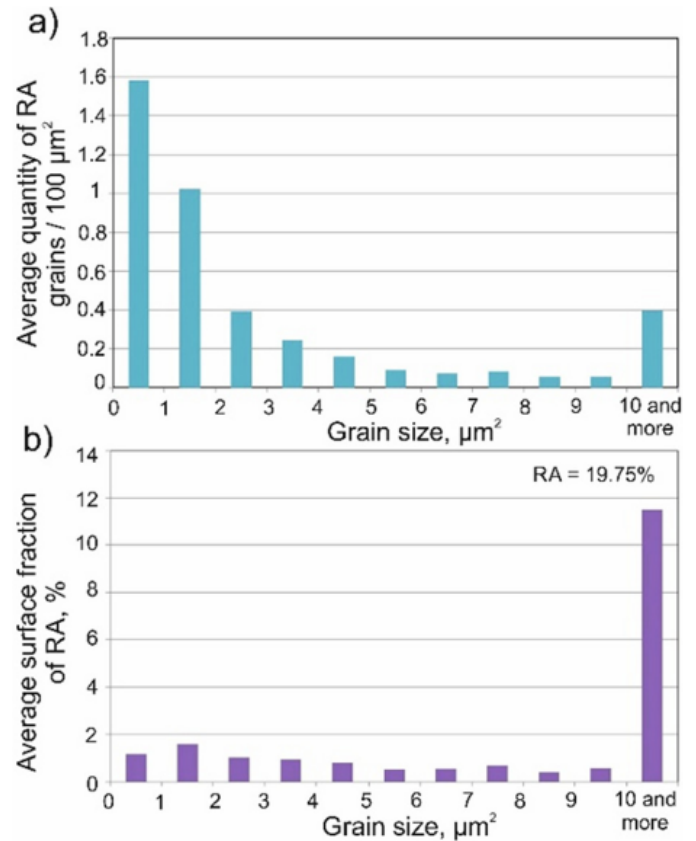 a)
Average quantity of RA
grains / 100 µm²
1.8
1.6
1.4
1.2
1
0.8
0.6
0.4
0.2
0
0 1 2 3 4 5 6 7 8 9 10 and
more
Grain size, µm²
b)
Average surface fraction
of RA, %
14
12
10
8
6
4
2
0
RA = 19.75%
0 1 2 3 4 5 6 7 8 9 10 and
more
Grain size, µm²